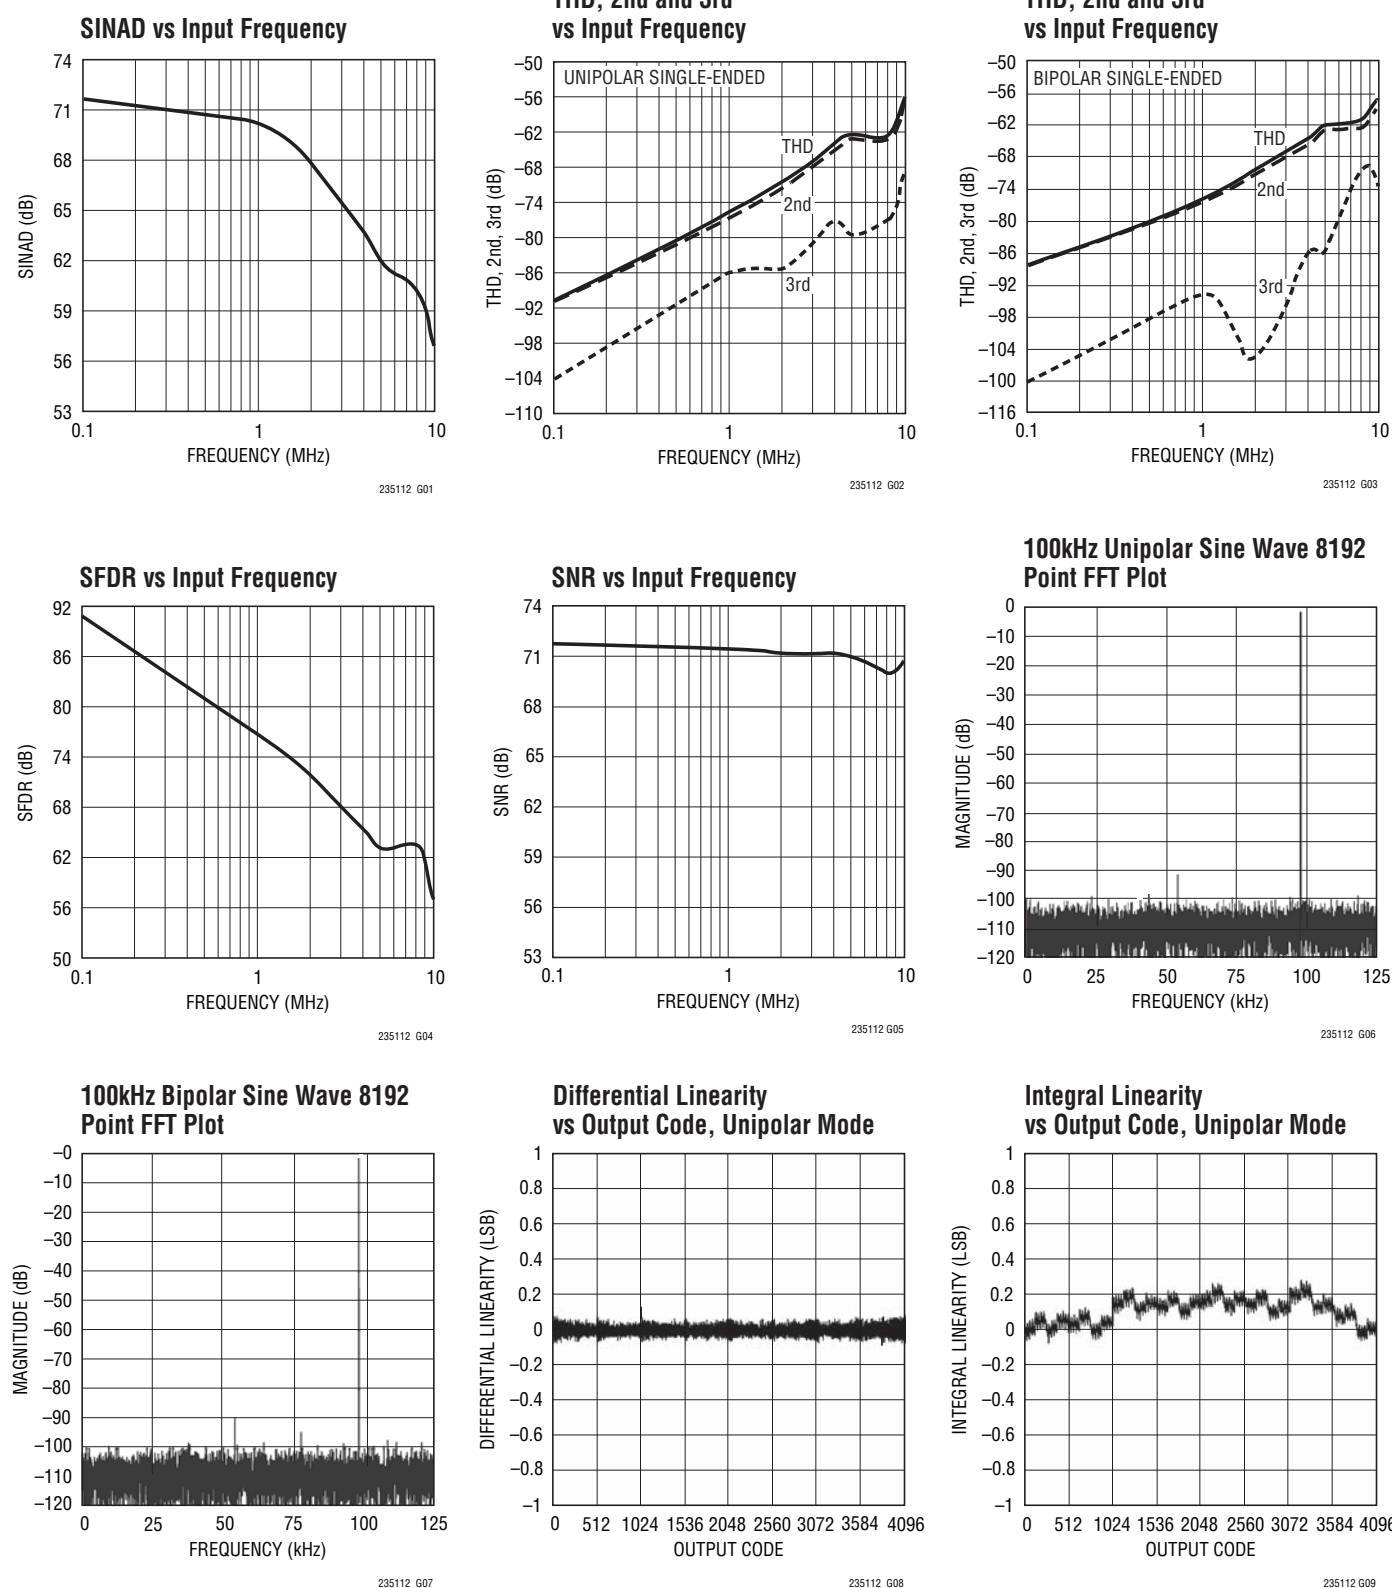 SINAD vs Input Frequency
74
71
68
65
62
59
56
53
SINAD (dB)
0.1
1
10
FREQUENCY (MHz)
235112 G01
THD, 2nd and 3rd
vs Input Frequency
UNIPOLAR SINGLE-ENDED
–50
–56
–62
–68
–74
–80
–86
–92
–98
–104
–110
THD, 2nd, 3rd (dB)
THD
2nd
3rd
0.1
1
10
FREQUENCY (MHz)
235112 G02
THD, 2nd and 3rd
vs Input Frequency
BIPOLAR SINGLE-ENDED
–50
–56
–62
–68
–74
–80
–86
–92
–98
–104
–100
–116
THD, 2nd, 3rd (dB)
THD
2nd
3rd
0.1
1
10
FREQUENCY (MHz)
235112 G03
SFDR vs Input Frequency
92
86
80
74
68
62
56
50
SFDR (dB)
0.1
1
10
FREQUENCY (MHz)
235112 G04
SNR vs Input Frequency
74
71
68
65
62
59
56
53
SNR (dB)
0.1
1
10
FREQUENCY (MHz)
235112 G05
100kHz Unipolar Sine Wave 8192
Point FFT Plot
0
–10
–20
–30
–40
–50
–60
–70
–80
–90
–100
–110
–120
MAGNITUDE (dB)
0 25 50 75 100 125
FREQUENCY (kHz)
235112 G06
100kHz Bipolar Sine Wave 8192
Point FFT Plot
–0
–10
–20
–30
–40
–50
–60
–70
–80
–90
–100
–110
–120
MAGNITUDE (dB)
0 25 50 75 100 125
FREQUENCY (kHz)
235112 G07
Differential Linearity
vs Output Code, Unipolar Mode
1
0.8
0.6
0.4
0.2
0
–0.2
–0.4
–0.6
–0.8
–1
DIFFERENTIAL LINEARITY (LSB)
0 512 1024 1536 2048 2560 3072 3584 4096
OUTPUT CODE
235112 G08
Integral Linearity
vs Output Code, Unipolar Mode
1
0.8
0.6
0.4
0.2
0
–0.2
–0.4
–0.6
–0.8
–1
INTEGRAL LINEARITY (LSB)
0 512 1024 1536 2048 2560 3072 3584 4096
OUTPUT CODE
235112 G09